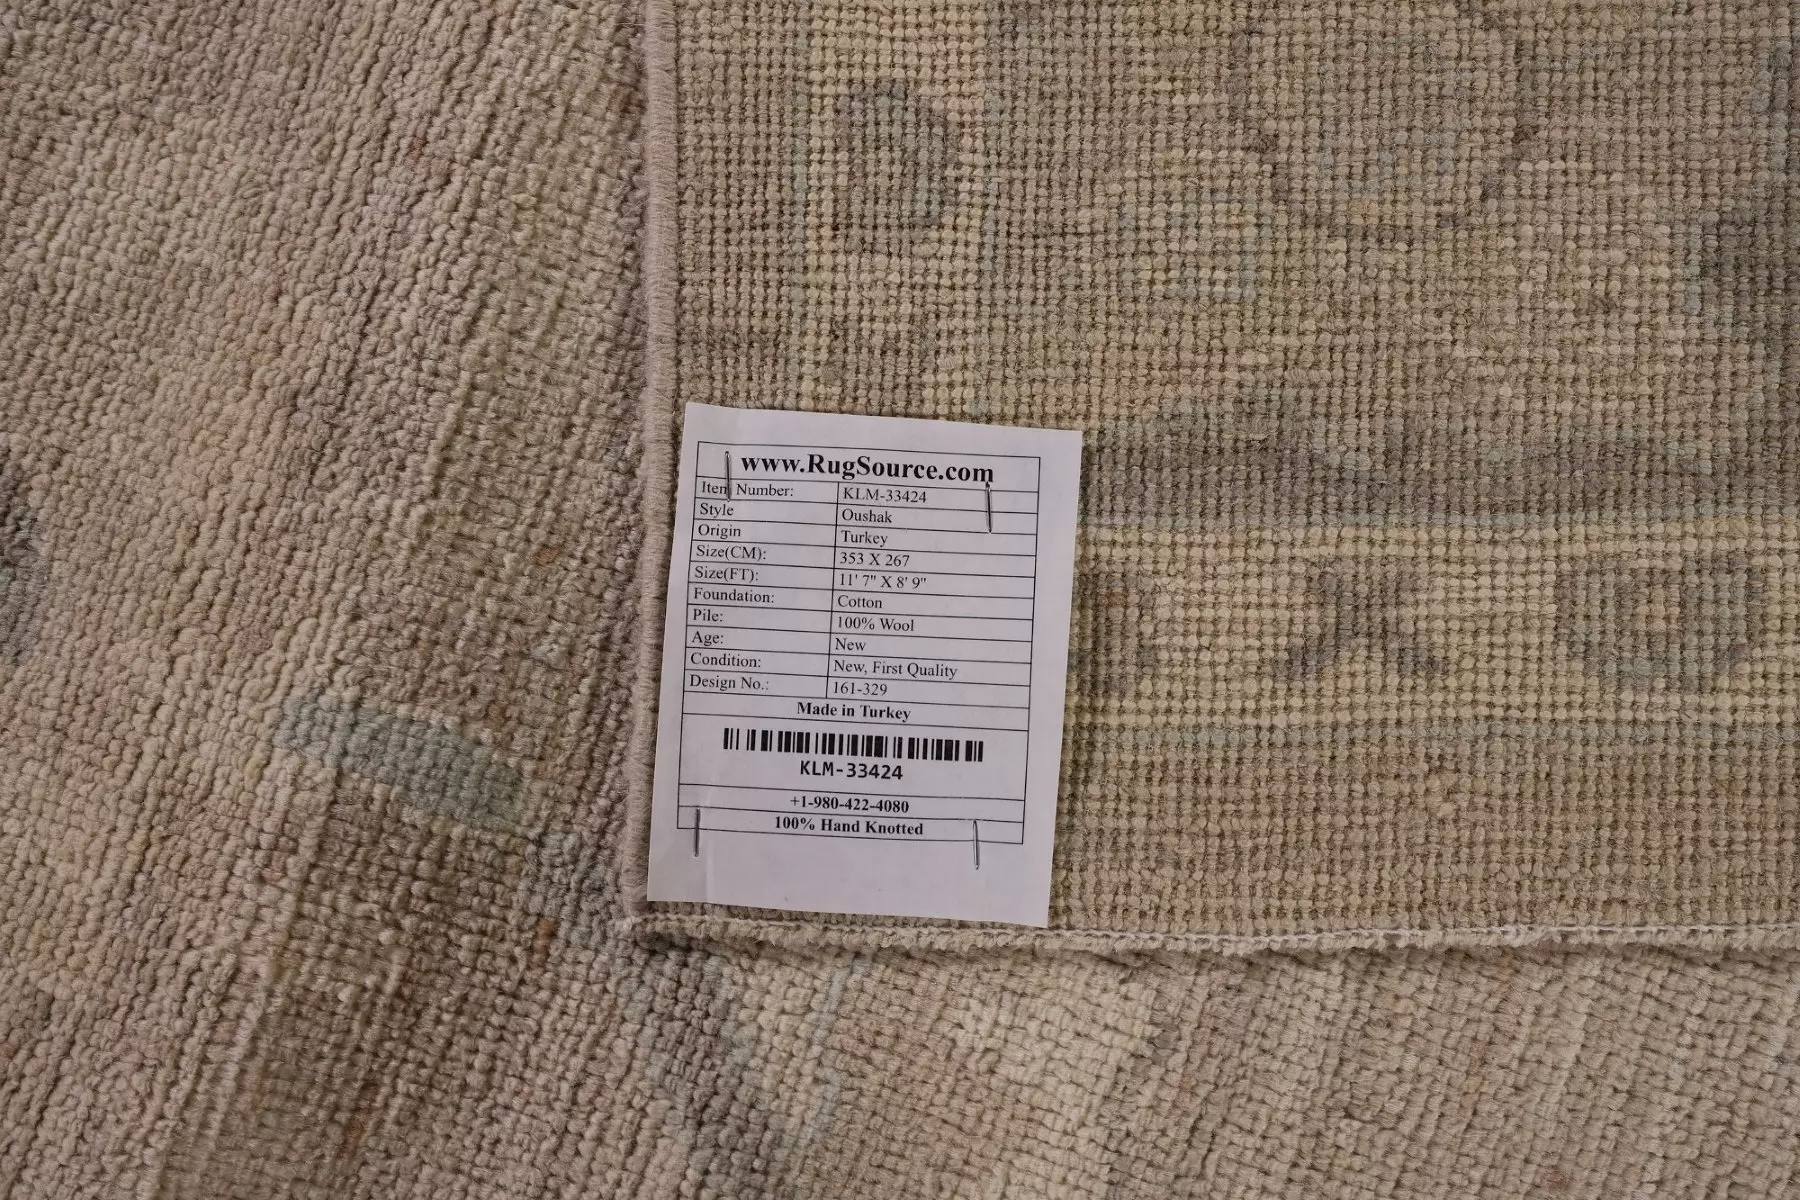 www.RugSource.com
Item Number: KLM-33424
Style Oushak
Origin Turkey
Size(CM): 353 X 267
Size(FT): 11' 7" X 8' 9"
Foundation: Cotton
Pile: 100% Wool
Age: New
Condition: New, First Quality
Design No.: 161-329
Made in Turkey
KLM-33424
+1-980-422-4080
100% Hand Knotted